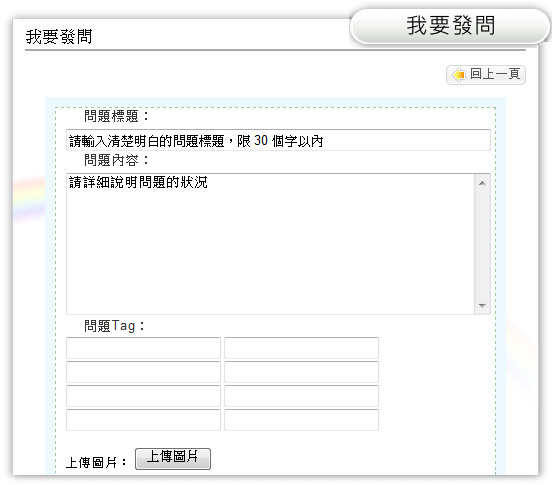 我要發問
我要發問
回上一頁
問題標題：
請輸入清楚明白的問題標題，限 30 個字以內
問題內容：
請詳細說明問題的狀況
問題Tag：
上傳圖片： 上傳圖片